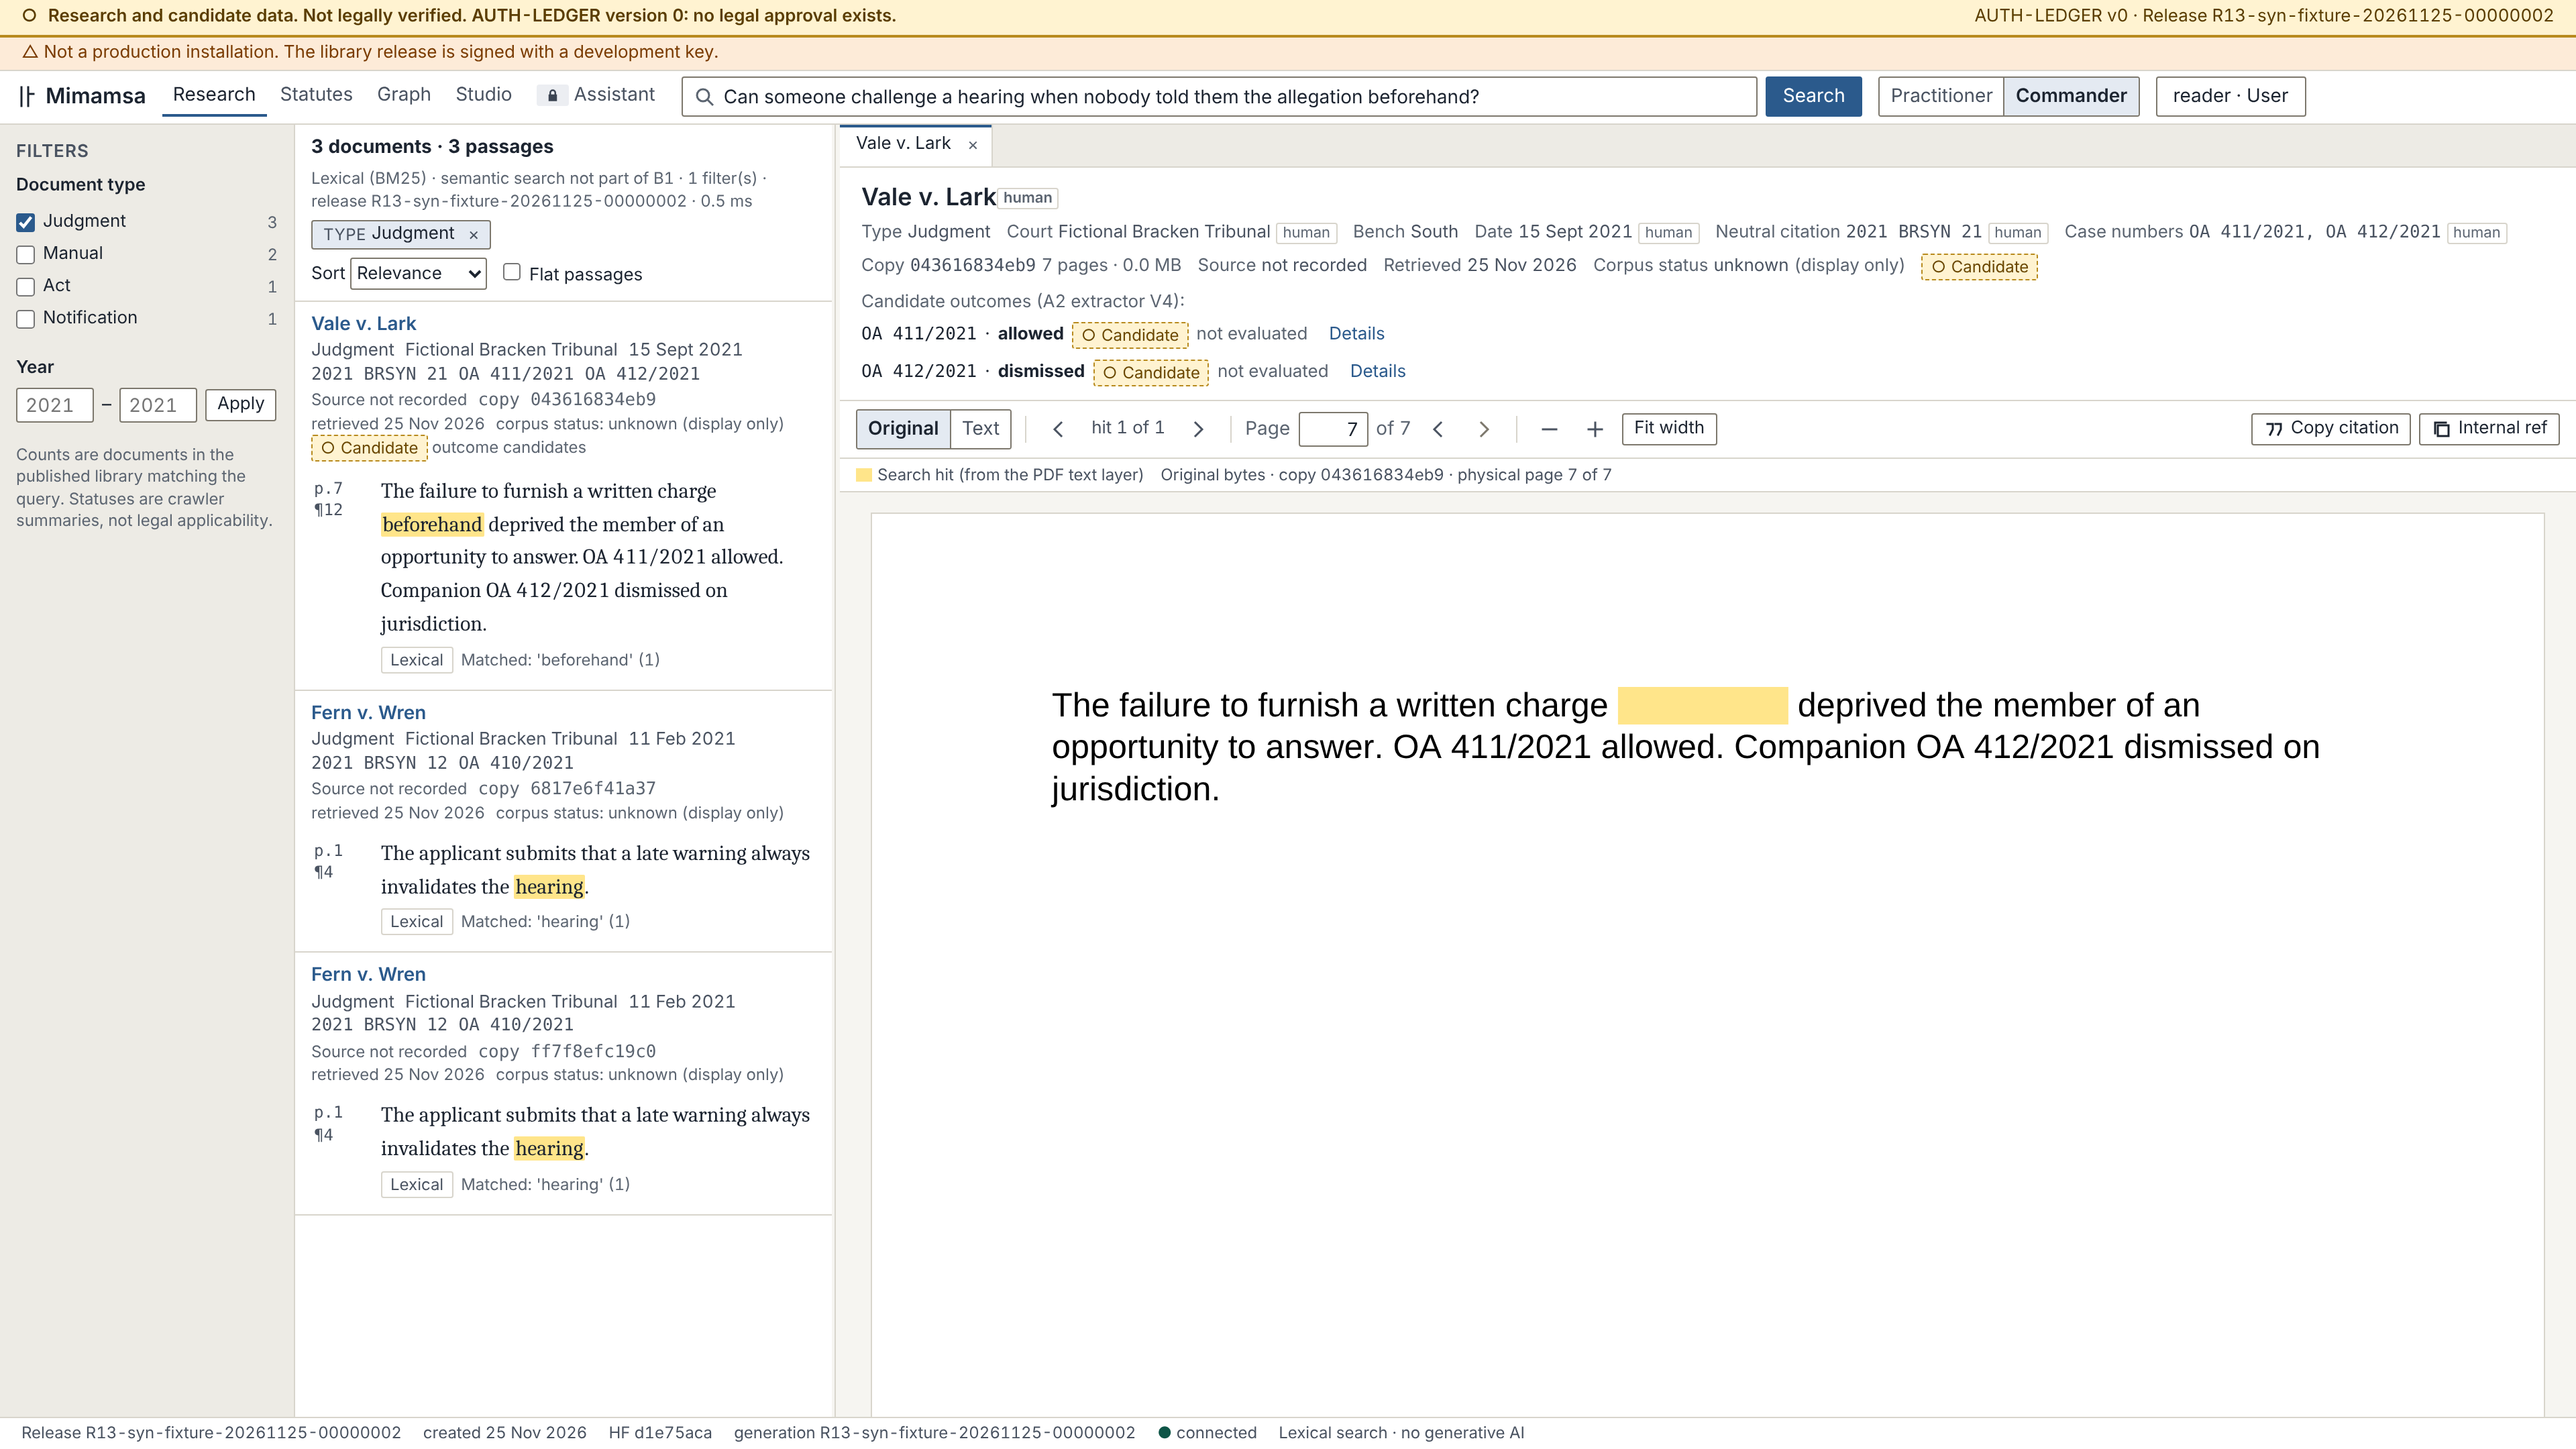 Research and candidate data. Not legally verified. AUTH-LEDGER version 0: no legal approval exists.
AUTH-LEDGER v0 · Release R13-syn-fixture-20261125-00000002
Not a production installation. The library release is signed with a development key.
Mimamsa Research Statutes Graph Studio Assistant
Can someone challenge a hearing when nobody told them the allegation beforehand?
Search Practitioner Commander reader · User
FILTERS
Document type
Judgment 3
Manual 2
Act 1
Notification 1
Year
2021 – 2021 Apply
Counts are documents in the
published library matching the
query. Statuses are crawler
summaries, not legal applicability.
3 documents · 3 passages
Lexical (BM25) · semantic search not part of B1 · 1 filter(s) ·
release R13-syn-fixture-20261125-00000002 · 0.5 ms
TYPE Judgment ×
Sort Relevance Flat passages
Vale v. Lark
Judgment Fictional Bracken Tribunal 15 Sept 2021
2021 BRSYN 21 OA 411/2021 OA 412/2021
Source not recorded copy 043616834eb9
retrieved 25 Nov 2026 corpus status: unknown (display only)
Candidate outcome candidates
p.7
¶12
The failure to furnish a written charge
beforehand deprived the member of an
opportunity to answer. OA 411/2021 allowed.
Companion OA 412/2021 dismissed on
jurisdiction.
Lexical Matched: 'beforehand' (1)
Fern v. Wren
Judgment Fictional Bracken Tribunal 11 Feb 2021
2021 BRSYN 12 OA 410/2021
Source not recorded copy 6817e6f41a37
retrieved 25 Nov 2026 corpus status: unknown (display only)
p.1
¶4
The applicant submits that a late warning always
invalidates the hearing.
Lexical Matched: 'hearing' (1)
Fern v. Wren
Judgment Fictional Bracken Tribunal 11 Feb 2021
2021 BRSYN 12 OA 410/2021
Source not recorded copy ff7f8efc19c0
retrieved 25 Nov 2026 corpus status: unknown (display only)
p.1
¶4
The applicant submits that a late warning always
invalidates the hearing.
Lexical Matched: 'hearing' (1)
Vale v. Lark ×
Vale v. Lark human
Type Judgment Court Fictional Bracken Tribunal human Bench South Date 15 Sept 2021 human Neutral citation 2021 BRSYN 21 human Case numbers OA 411/2021, OA 412/2021 human
Copy 043616834eb9 7 pages · 0.0 MB Source not recorded Retrieved 25 Nov 2026 Corpus status unknown (display only) Candidate
Candidate outcomes (A2 extractor V4):
OA 411/2021 · allowed Candidate not evaluated Details
OA 412/2021 · dismissed Candidate not evaluated Details
Original Text hit 1 of 1 Page 7 of 7 Fit width Copy citation Internal ref
Search hit (from the PDF text layer) Original bytes · copy 043616834eb9 · physical page 7 of 7
The failure to furnish a written charge deprived the member of an
opportunity to answer. OA 411/2021 allowed. Companion OA 412/2021 dismissed on
jurisdiction.
Release R13-syn-fixture-20261125-00000002 created 25 Nov 2026 HF d1e75aca generation R13-syn-fixture-20261125-00000002 connected Lexical search · no generative AI